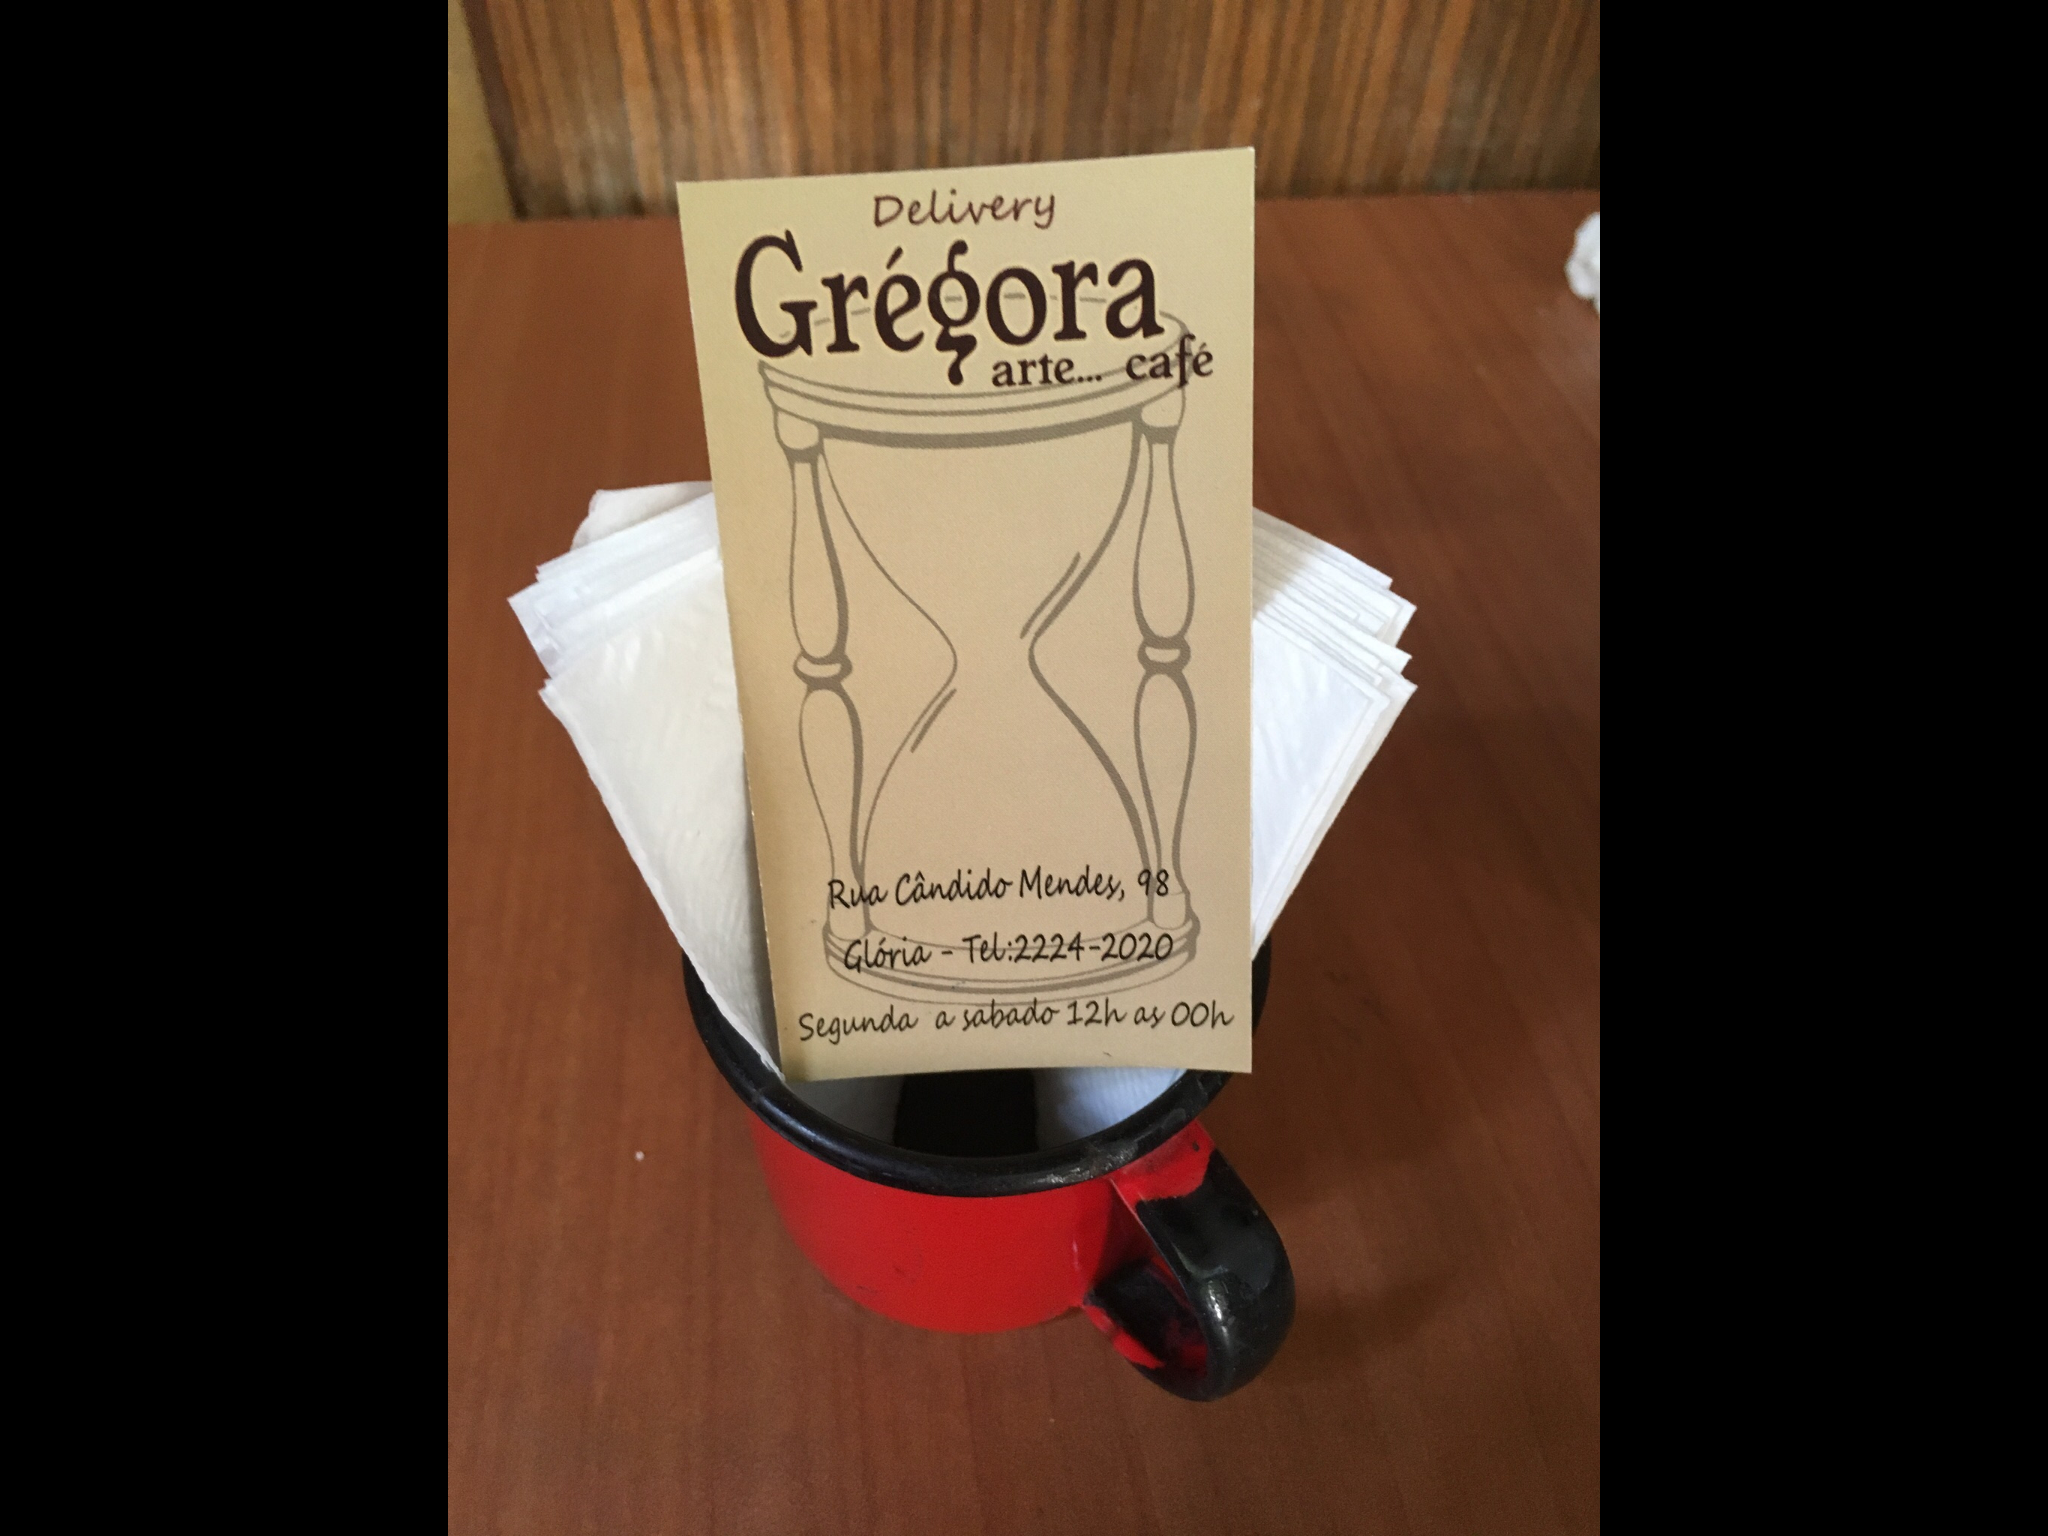 Delivery
Grégora
arte... café
Rua Cândido Mendes, 98
Glória - Tel:2224-2020
Segunda a sabado 12h as 00h